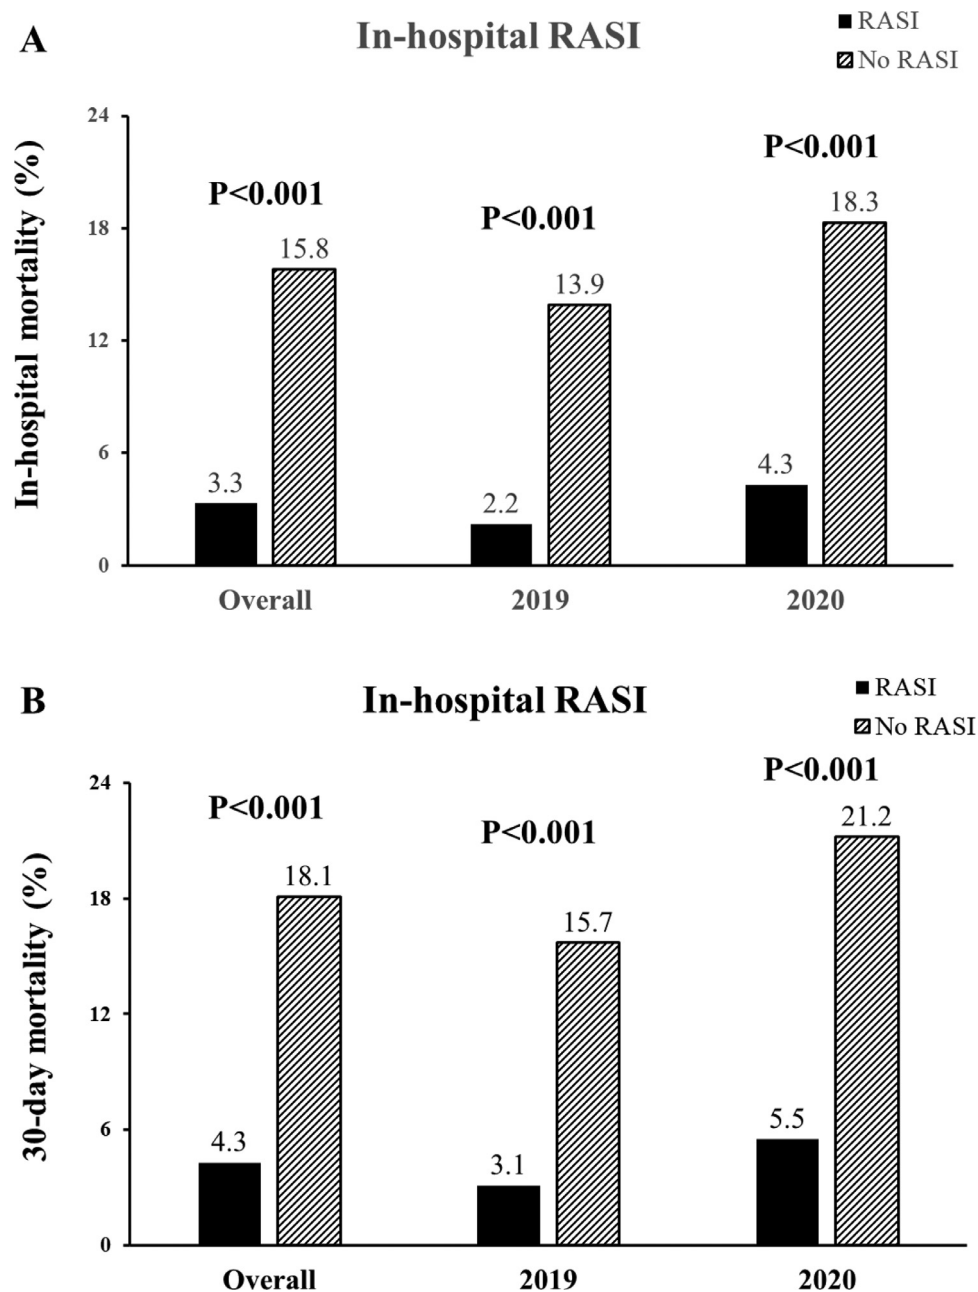 A
In-hospital RASI
RASI
No RASI
In-hospital mortality (%)
24
18
12
6
0
P<0.001
P<0.001
P<0.001
3.3
15.8
2.2
13.9
4.3
18.3
Overall
2019
2020
B
In-hospital RASI
RASI
No RASI
30-day mortality (%)
24
18
12
6
0
P<0.001
P<0.001
P<0.001
4.3
18.1
3.1
15.7
5.5
21.2
Overall
2019
2020